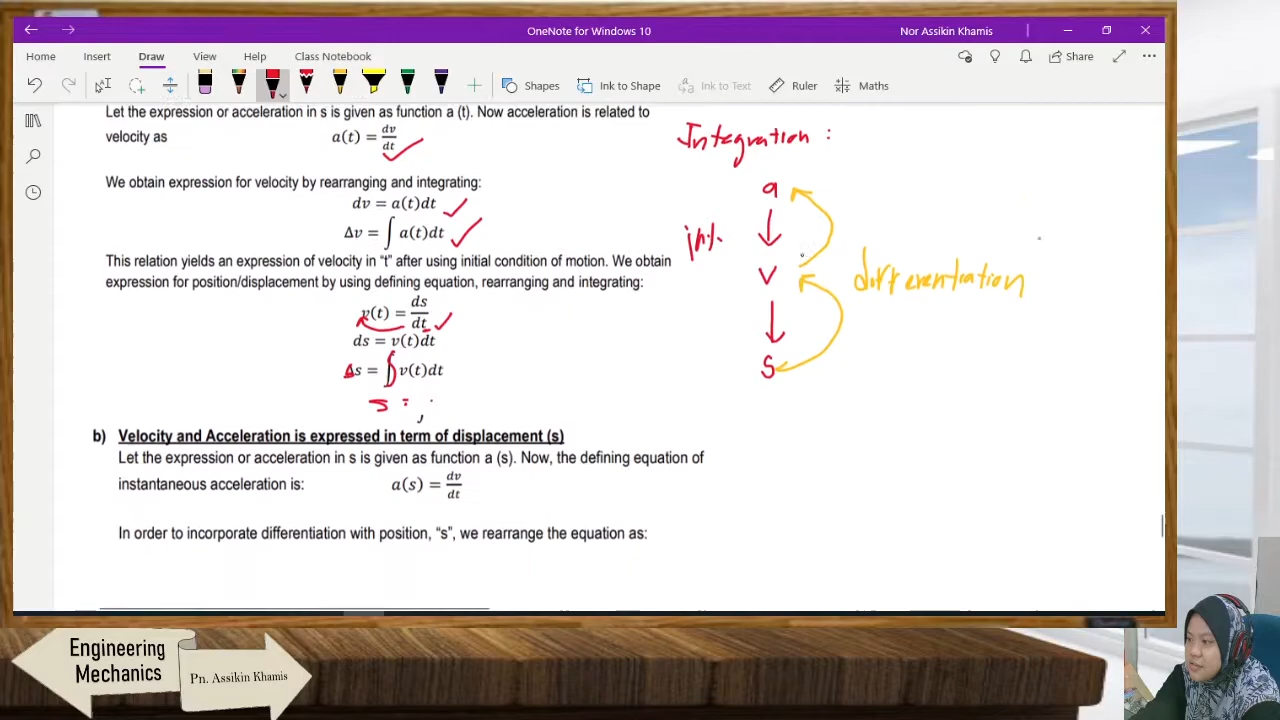 OneNote for Windows 10
Nor Assikin Khamis
Home Insert Draw View Help Class Notebook
Share
Shapes Ink to Shape Ink to Text Ruler Maths
Let the expression or acceleration in s is given as function a (t). Now acceleration is related to
velocity as a(t) = dv/dt
We obtain expression for velocity by rearranging and integrating:
dv = a(t)dt
Δv = ∫ a(t)dt
This relation yields an expression of velocity in “t” after using initial condition of motion. We obtain
expression for position/displacement by using defining equation, rearranging and integrating:
v(t) = ds/dt
ds = v(t)dt
Δs = ∫ v(t)dt
s =
b) Velocity and Acceleration is expressed in term of displacement (s)
Let the expression or acceleration in s is given as function a (s). Now, the defining equation of
instantaneous acceleration is: a(s) = dv/dt
In order to incorporate differentiation with position, “s”, we rearrange the equation as:
Integration :
a
int.
v
differentiation
s
Engineering
Mechanics
Pn. Assikin Khamis